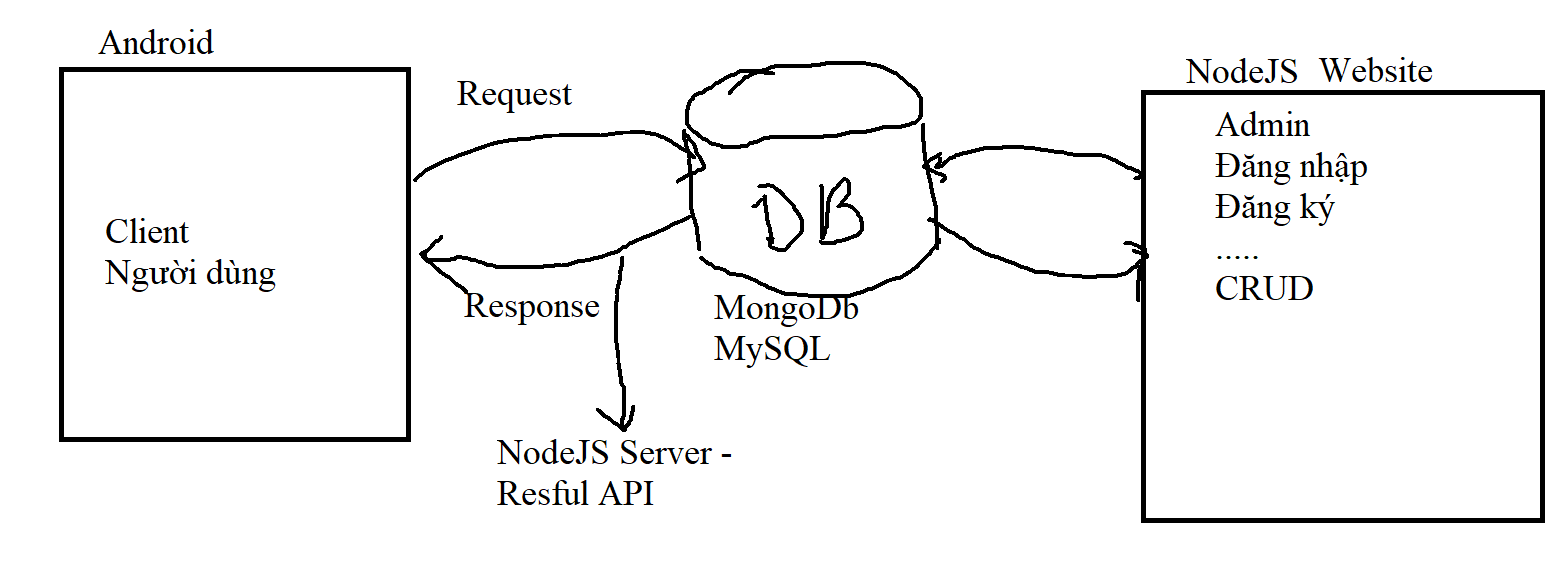 Android
Client
Người dùng
Request
Response
NodeJS Server -
Resful API
DB
MongoDb
MySQL
NodeJS Website
Admin
Đăng nhập
Đăng ký
.....
CRUD